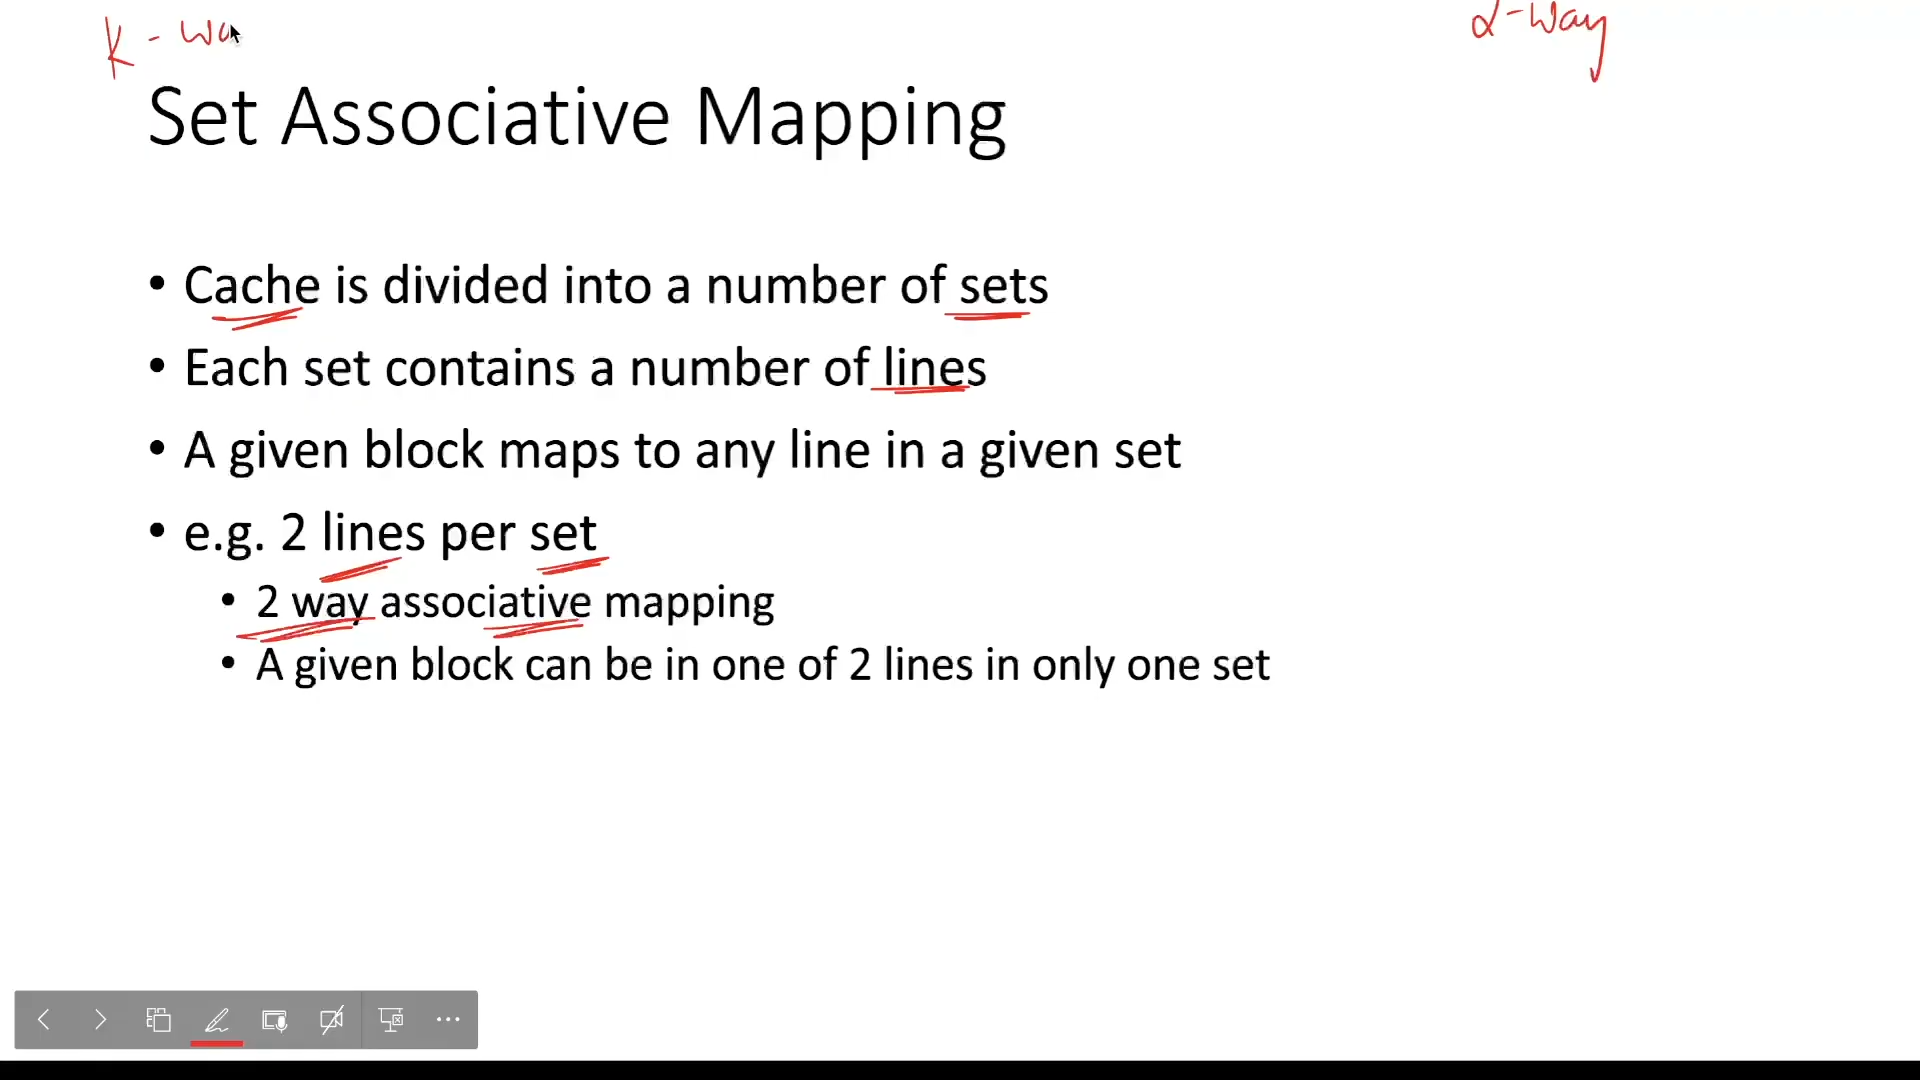 K - Wa
2-Way
Set Associative Mapping
• Cache is divided into a number of sets
• Each set contains a number of lines
• A given block maps to any line in a given set
• e.g. 2 lines per set
• 2 way associative mapping
• A given block can be in one of 2 lines in only one set